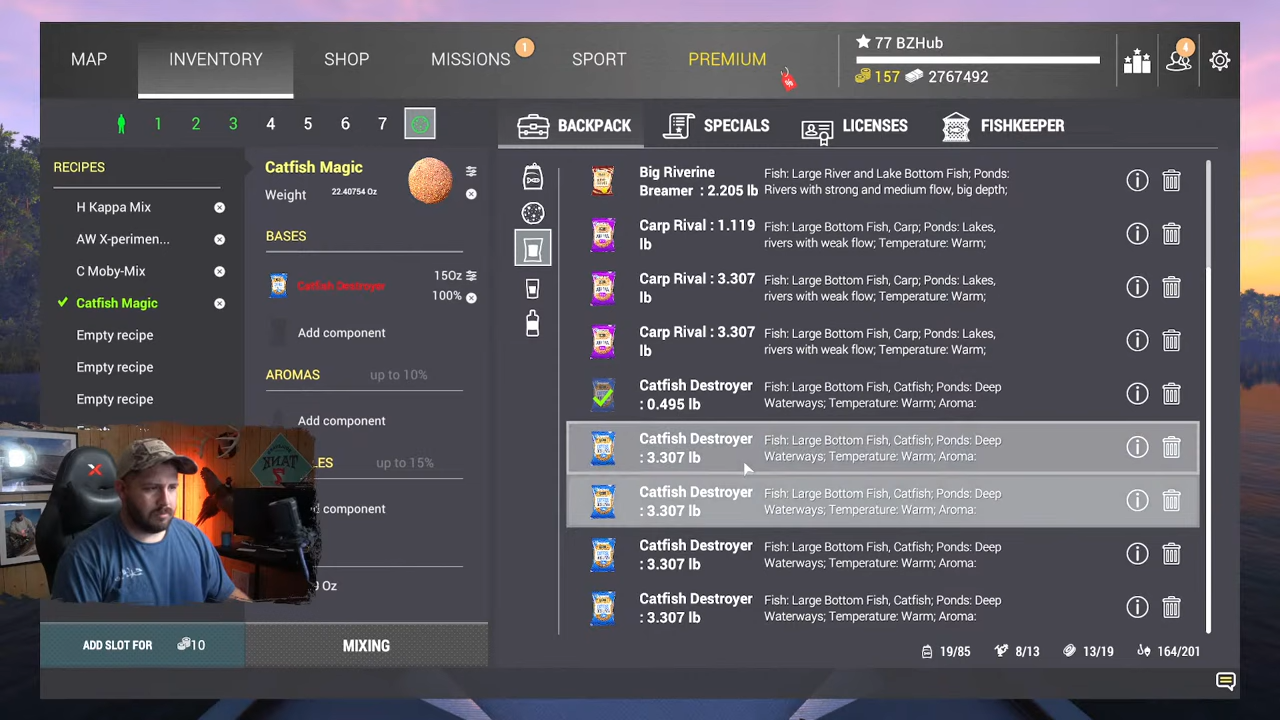 MAP
INVENTORY
SHOP
MISSIONS
1
SPORT
PREMIUM
77 BZHub
157
2767492
4
1
2
3
4
5
6
7
BACKPACK
SPECIALS
LICENSES
FISHKEEPER
RECIPES
H Kappa Mix
AW X-perimen...
C Moby-Mix
Catfish Magic
Empty recipe
Empty recipe
Empty recipe
ADD SLOT FOR
10
Catfish Magic
Weight
22.40754 Oz
BASES
Catfish Destroyer
15Oz
100%
Add component
AROMAS
up to 10%
Add component
LES
up to 15%
component
Oz
MIXING
Big Riverine
Breamer : 2.205 lb
Fish: Large River and Lake Bottom Fish; Ponds:
Rivers with strong and medium flow, big depth;
Carp Rival : 1.119
lb
Fish: Large Bottom Fish, Carp; Ponds: Lakes,
rivers with weak flow; Temperature: Warm;
Carp Rival : 3.307
lb
Fish: Large Bottom Fish, Carp; Ponds: Lakes,
rivers with weak flow; Temperature: Warm;
Carp Rival : 3.307
lb
Fish: Large Bottom Fish, Carp; Ponds: Lakes,
rivers with weak flow; Temperature: Warm;
Catfish Destroyer
: 0.495 lb
Fish: Large Bottom Fish, Catfish; Ponds: Deep
Waterways; Temperature: Warm; Aroma:
Catfish Destroyer
: 3.307 lb
Fish: Large Bottom Fish, Catfish; Ponds: Deep
Waterways; Temperature: Warm; Aroma:
Catfish Destroyer
: 3.307 lb
Fish: Large Bottom Fish, Catfish; Ponds: Deep
Waterways; Temperature: Warm; Aroma:
Catfish Destroyer
: 3.307 lb
Fish: Large Bottom Fish, Catfish; Ponds: Deep
Waterways; Temperature: Warm; Aroma:
Catfish Destroyer
: 3.307 lb
Fish: Large Bottom Fish, Catfish; Ponds: Deep
Waterways; Temperature: Warm; Aroma:
19/85
8/13
13/19
164/201